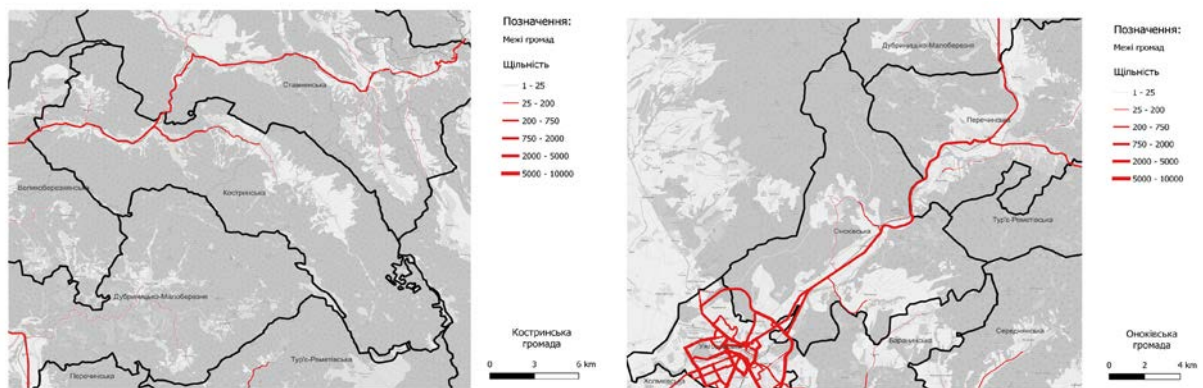 Позначення:
Межі громад
Щільність
1 - 25
25 - 200
200 - 750
750 - 2000
2000 - 5000
5000 - 10000
Ставненська
Великоберезнянська
Костринська
Дубриницько-Малоберезня
Тур'є-Реметівська
Перечинська
Костринська
громада
0 3 6 km
Позначення:
Межі громад
Щільність
1 - 25
25 - 200
200 - 750
750 - 2000
2000 - 5000
5000 - 10000
Дубриницько-Малоберезня
Перечинська
Тур'є-Реметівська
Оноківська
Середнянська
Баранинська
Холмківська
Оноківська
громада
0 2 4 km